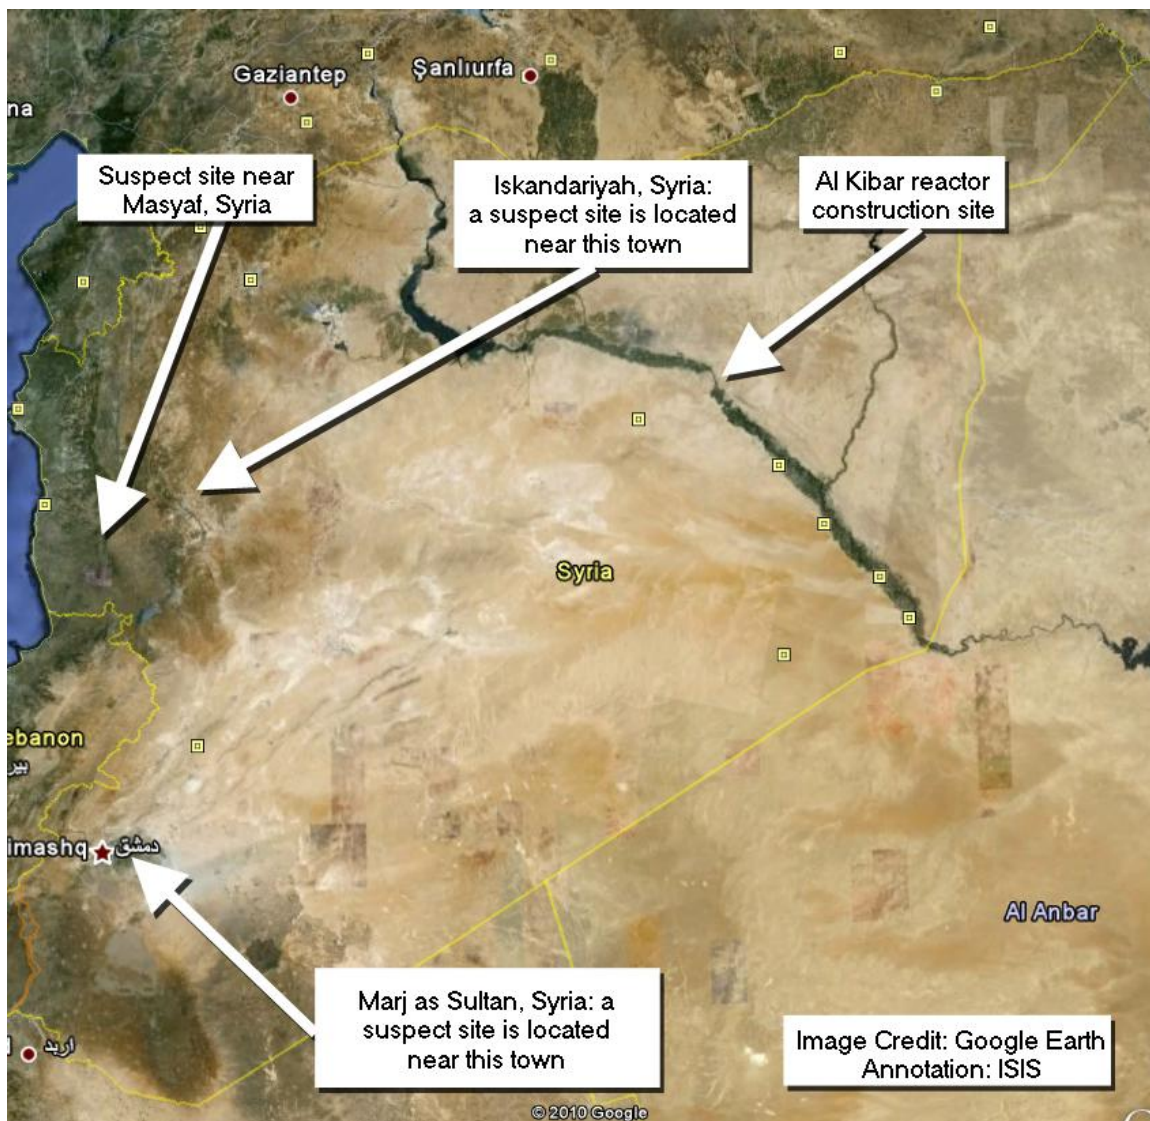 Gaziantep
Şanlıurfa
na
Suspect site near
Masyaf, Syria
Iskandariyah, Syria:
a suspect site is located
near this town
Al Kibar reactor
construction site
Syria
ebanon
بير
imashq دمشق
Al Anbar
Marj as Sultan, Syria: a
suspect site is located
near this town
اربد
Image Credit: Google Earth
Annotation: ISIS
© 2010 Google